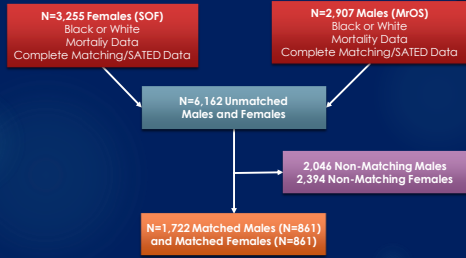 N=3,255 Females (SOF)
Black or White
Mortaliy Data
Complete Matching/SATED Data
N=2,907 Males (MrOS)
Black or White
Mortality Data
Complete Matching/SATED Data
N=6,162 Unmatched
Males and Females
2,046 Non-Matching Males
2,394 Non-Matching Females
N=1,722 Matched Males (N=861)
and Matched Females (N=861)